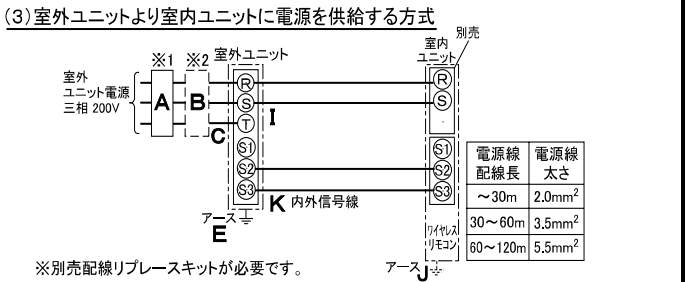 (3)室外ユニットより室内ユニットに電源を供給する方式
※1
※2
室外ユニット
室内
ユニット
別売
室外
ユニット電源
三相 200V
A
B
C
R
S
T
S1
S2
S3
I
K 内外信号線
アース
E
R
S
S1
S2
S3
ワイヤレス
リモコン
アース
J
電源線
配線長
電源線
太さ
～30m 2.0mm²
30～60m 3.5mm²
60～120m 5.5mm²
※別売配線リプレースキットが必要です。